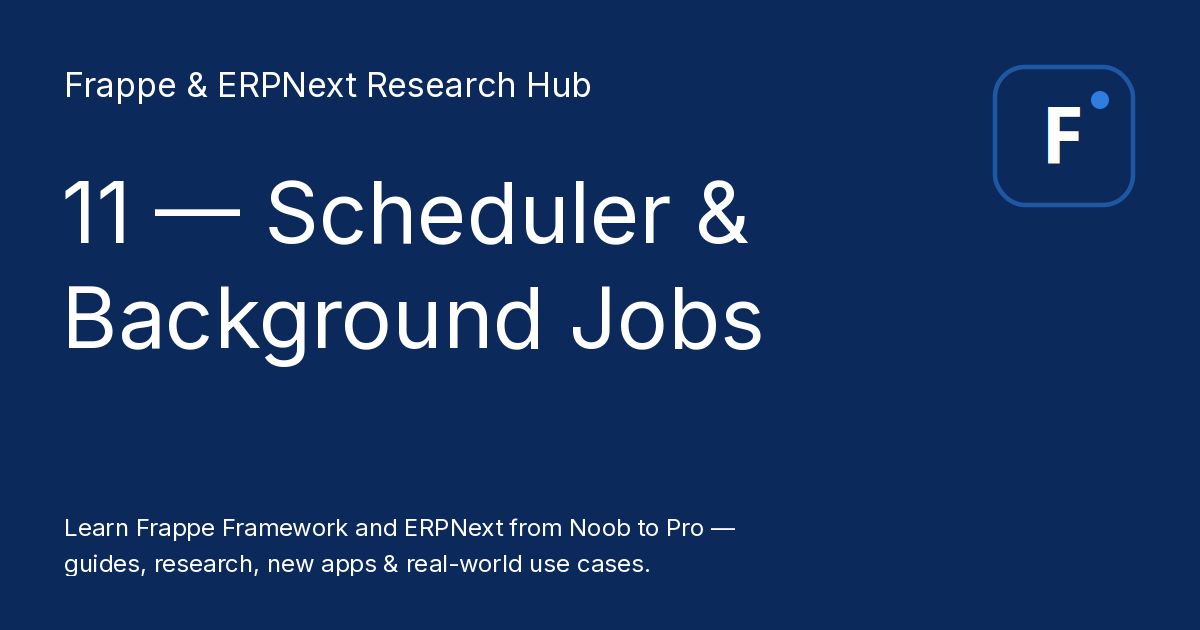 Frappe & ERPNext Research Hub
F
11 — Scheduler &
Background Jobs
Learn Frappe Framework and ERPNext from Noob to Pro —
guides, research, new apps & real-world use cases.